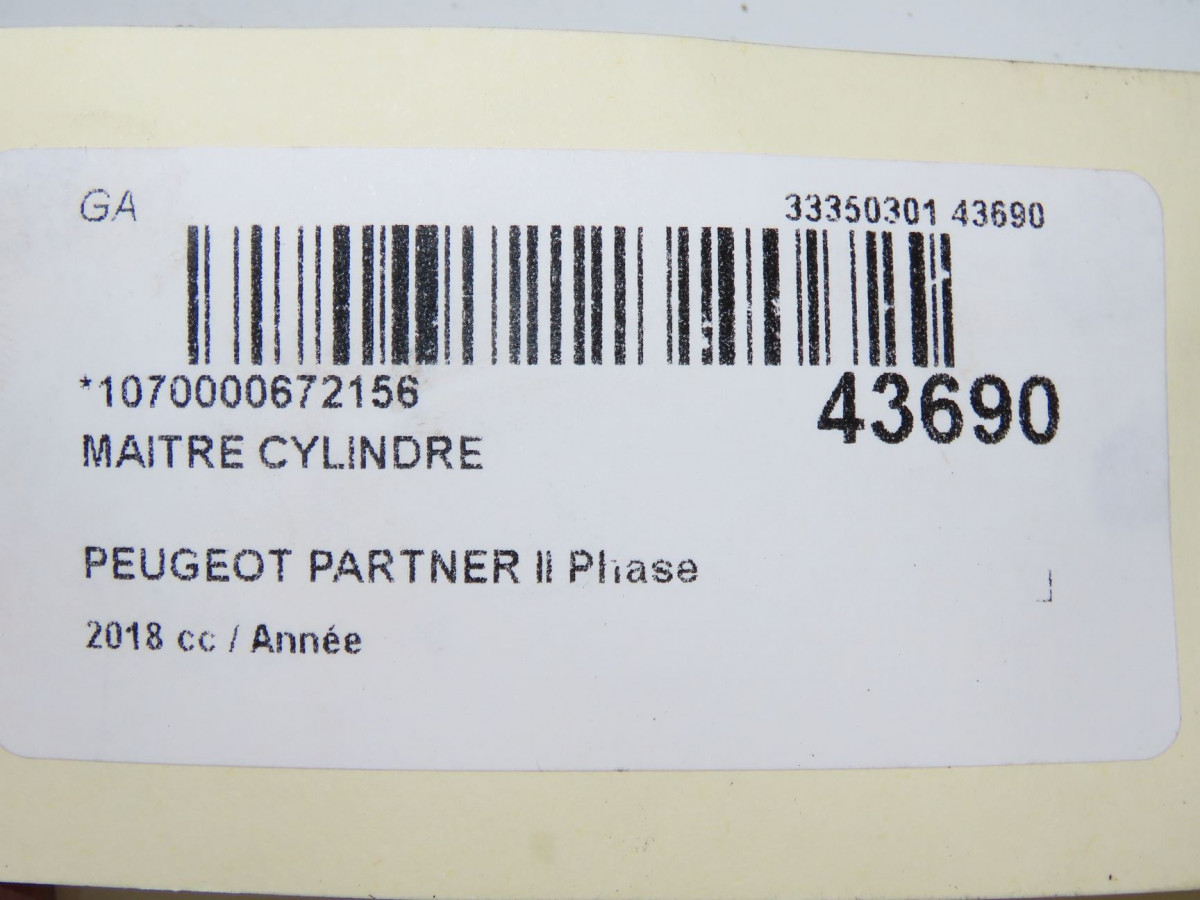 GA
33350301 43690
*1070000672156
43690
MAITRE CYLINDRE
PEUGEOT PARTNER II Phase
2018 cc / Année